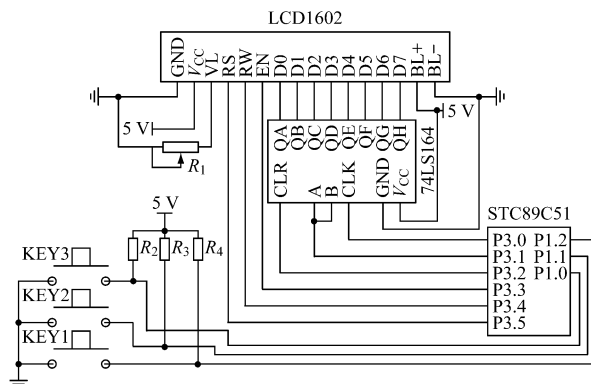 LCD1602
GND VCC VL RS RW EN D0 D1 D2 D3 D4 D5 D6 D7 BL+ BL−
5 V
5 V
R1
QA QB QC QD QE QF QG QH
CLR A B CLK GND VCC
74LS164
STC89C51
5 V
P3.0 P1.2
P3.1 P1.1
P3.2 P1.0
P3.3
P3.4
P3.5
KEY3
R2 R3 R4
KEY2
KEY1